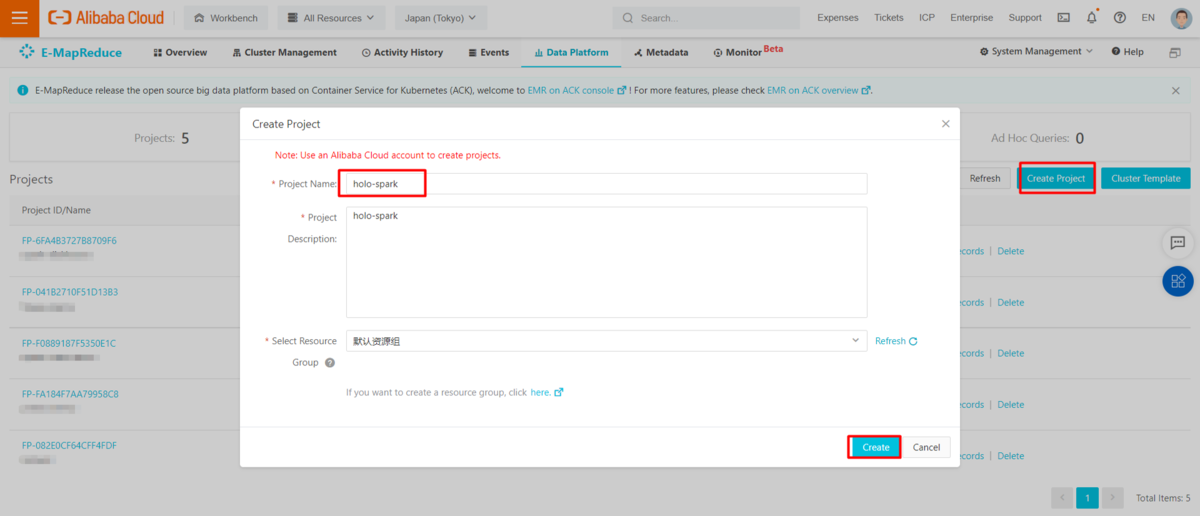 Alibaba Cloud
Workbench
All Resources
Japan (Tokyo)
Search...
Expenses
Tickets
ICP
Enterprise
Support
EN
E-MapReduce
Overview
Cluster Management
Activity History
Events
Data Platform
Metadata
Monitor Beta
System Management
Help
E-MapReduce release the open source big data platform based on Container Service for Kubernetes (ACK), welcome to EMR on ACK console ! For more features, please check EMR on ACK overview .
Projects: 5
Ad Hoc Queries: 0
Projects
Refresh
Create Project
Cluster Template
Project ID/Name
FP-6FA4B3727B8709F6
ecords | Delete
FP-041B2710F51D13B3
ecords | Delete
FP-F0889187F5350E1C
ecords | Delete
FP-FA184F7AA79958C8
ecords | Delete
FP-082E0CF64CFF4FDF
ecords | Delete
1
Total Items: 5
Create Project
Note: Use an Alibaba Cloud account to create projects.
* Project Name:
holo-spark
* Project
Description:
holo-spark
* Select Resource
Group
默认资源组
Refresh
If you want to create a resource group, click here.
Create
Cancel